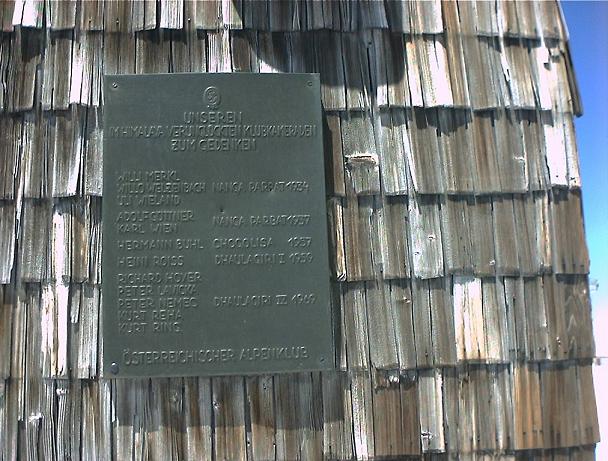 UNSEREN
IM HIMALAYA VERUNGLÜCKTEN KLUBKAMERADEN
ZUM GEDENKEN
WILLI MERKL
WILLO WELZENBACH NANGA PARBAT 1934
ULI WIELAND
ADOLF GÖTTNER
KARL WIEN NANGA PARBAT 1937
HERMANN BUHL CHOGOLISA 1957
HEINI ROISS DHAULAGIRI I 1959
RICHARD HOYER
PETER LAVICKA
PETER NEMEC DHAULAGIRI IV 1969
KURT REHA
KURT RING
ÖSTERREICHISCHER ALPENKLUB